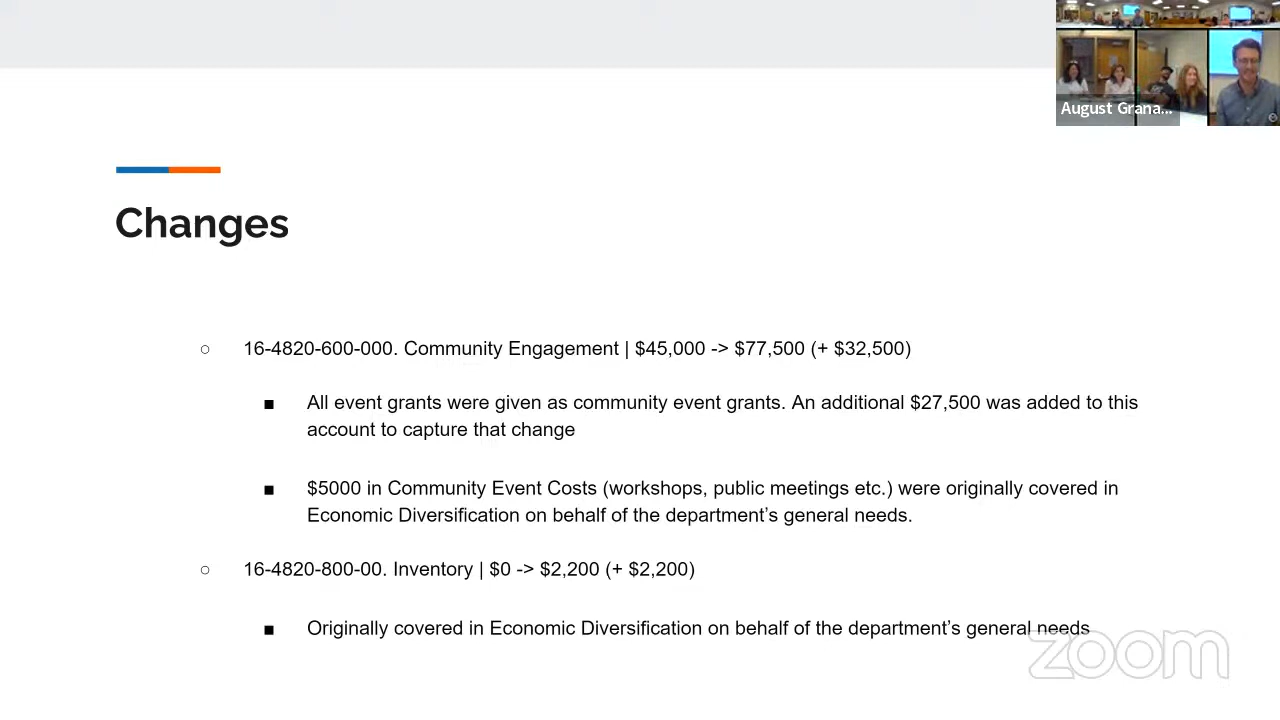 August Grana...
Changes
○ 16-4820-600-000. Community Engagement | $45,000 -> $77,500 (+ $32,500)
■ All event grants were given as community event grants. An additional $27,500 was added to this
account to capture that change
■ $5000 in Community Event Costs (workshops, public meetings etc.) were originally covered in
Economic Diversification on behalf of the department's general needs.
○ 16-4820-800-00. Inventory | $0 -> $2,200 (+ $2,200)
■ Originally covered in Economic Diversification on behalf of the department's general needs
zoom